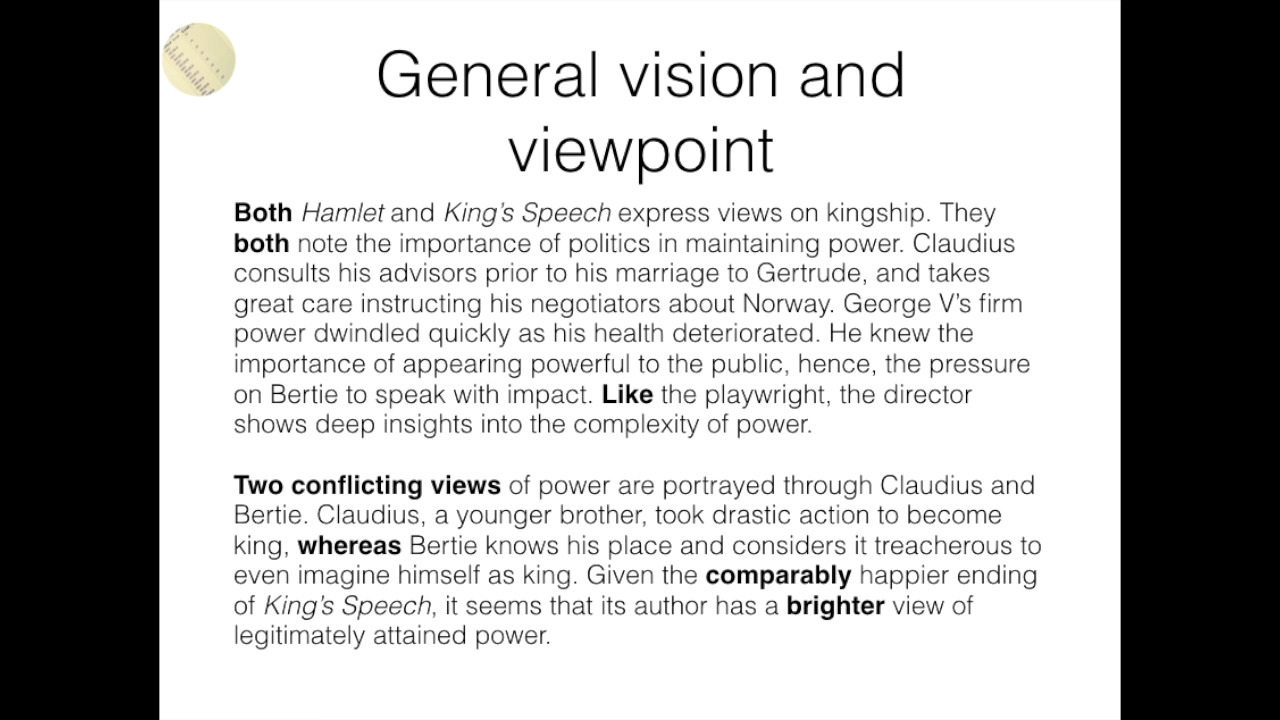 General vision and
viewpoint
Both Hamlet and King's Speech express views on kingship. They
both note the importance of politics in maintaining power. Claudius
consults his advisors prior to his marriage to Gertrude, and takes
great care instructing his negotiators about Norway. George V's firm
power dwindled quickly as his health deteriorated. He knew the
importance of appearing powerful to the public, hence, the pressure
on Bertie to speak with impact. Like the playwright, the director
shows deep insights into the complexity of power.
Two conflicting views of power are portrayed through Claudius and
Bertie. Claudius, a younger brother, took drastic action to become
king, whereas Bertie knows his place and considers it treacherous to
even imagine himself as king. Given the comparably happier ending
of King's Speech, it seems that its author has a brighter view of
legitimately attained power.